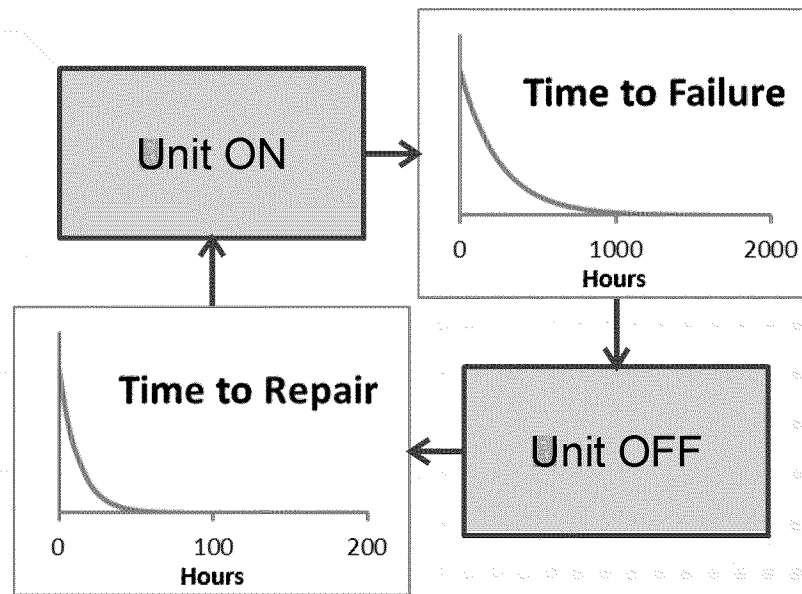 Unit ON
Time to Failure
0 1000 2000
Hours
Time to Repair
0 100 200
Hours
Unit OFF